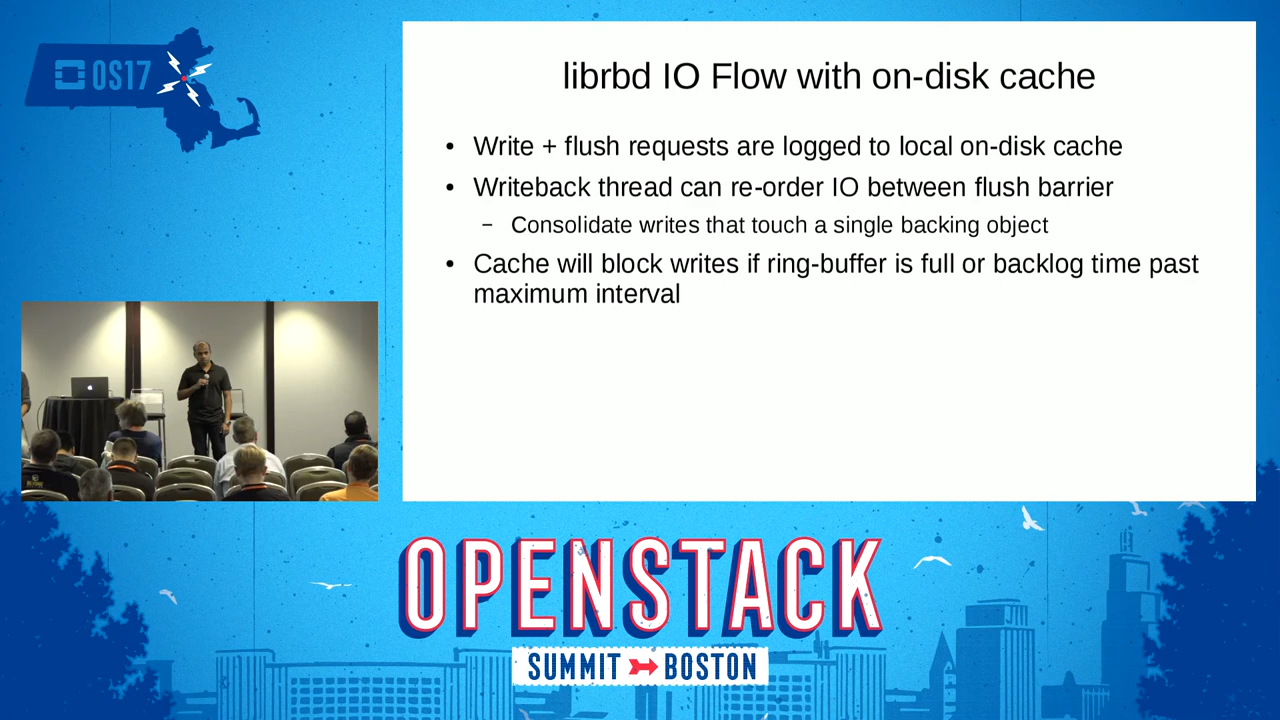 OS17
librbd IO Flow with on-disk cache
• Write + flush requests are logged to local on-disk cache
• Writeback thread can re-order IO between flush barrier
– Consolidate writes that touch a single backing object
• Cache will block writes if ring-buffer is full or backlog time past
maximum interval
OPENSTACK
SUMMIT BOSTON